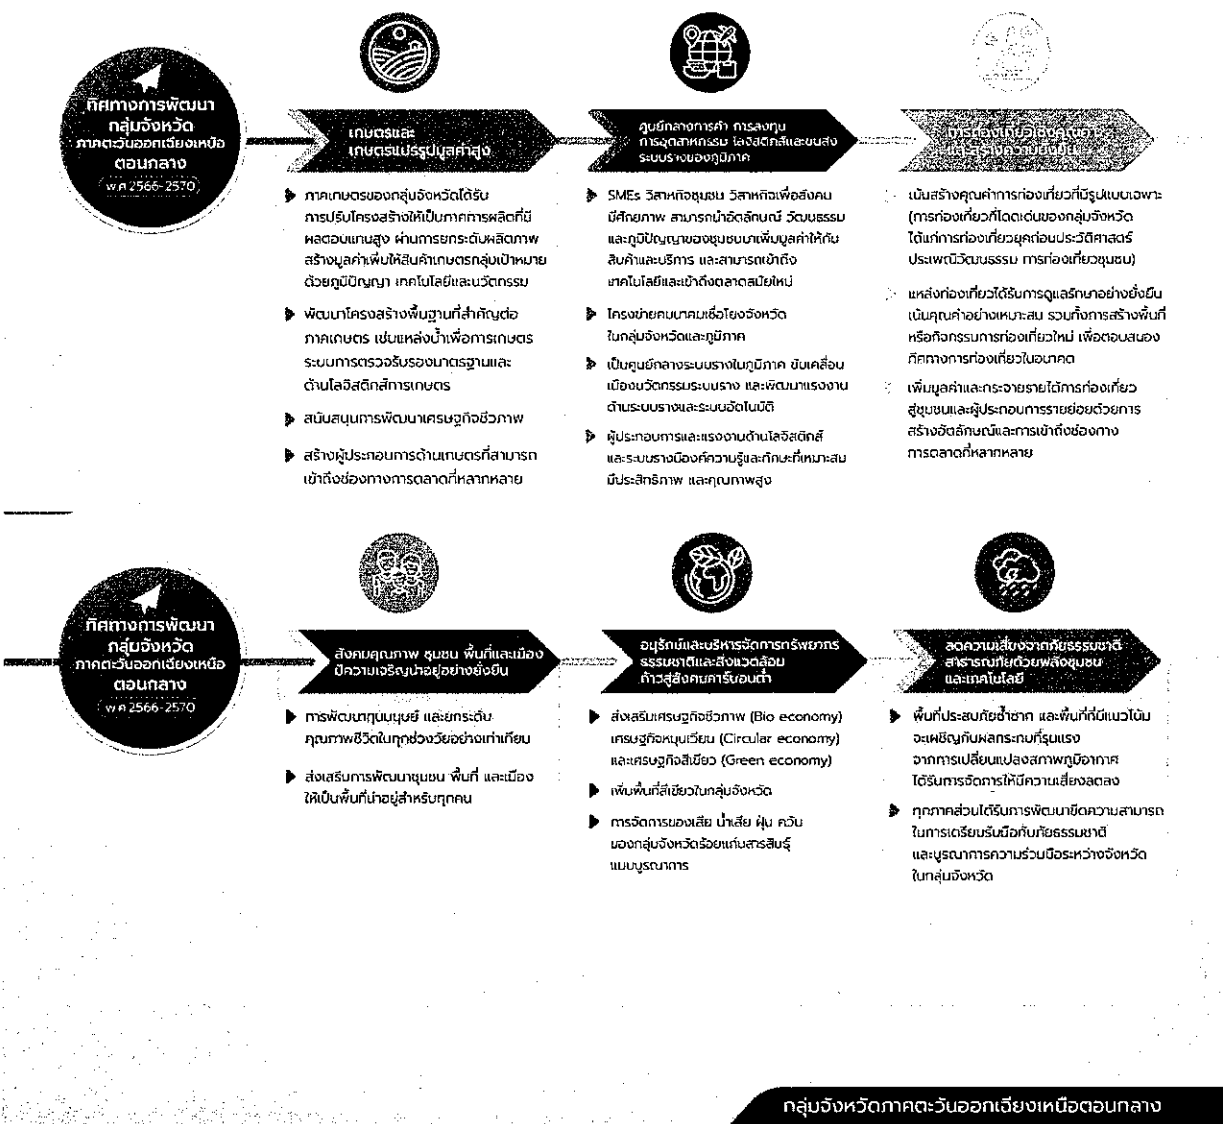 ทิศทางการพัฒนา
กลุ่มจังหวัด
ภาคตะวันออกเฉียงเหนือ
ตอนกลาง
(พ.ศ.2566-2570)
เกษตรและ
เกษตรแปรรูปมูลค่าสูง
ภาคเกษตรของกลุ่มจังหวัดได้รับ
การปรับโครงสร้างให้เป็นภาคการผลิตที่มี
ผลตอบแทนสูง ผ่านการยกระดับผลิตภาพ
สร้างมูลค่าเพิ่มให้สินค้าเกษตรกลุ่มเป้าหมาย
ด้วยภูมิปัญญา เทคโนโลยีและนวัตกรรม
พัฒนาโครงสร้างพื้นฐานที่สำคัญต่อ
ภาคเกษตร เช่นแหล่งน้ำเพื่อการเกษตร
ระบบการตรวจรับรองมาตรฐานและ
ด้านโลจิสติกส์การเกษตร
สนับสนุนการพัฒนาเศรษฐกิจชีวภาพ
สร้างผู้ประกอบการด้านเกษตรที่สามารถ
เข้าถึงช่องทางการตลาดที่หลากหลาย
ศูนย์กลางการค้า การลงทุน
การอุตสาหกรรม โลจิสติกส์และขนส่ง
ระบบรางของภูมิภาค
SMEs วิสาหกิจชุมชน วิสาหกิจเพื่อสังคม
มีศักยภาพ สามารถนำอัตลักษณ์ วัฒนธรรม
และภูมิปัญญาของชุมชนมาเพิ่มมูลค่าให้กับ
สินค้าและบริการ และสามารถเข้าถึง
เทคโนโลยีและเข้าถึงตลาดสมัยใหม่
โครงข่ายคมนาคมเชื่อโยงจังหวัด
ในกลุ่มจังหวัดและภูมิภาค
เป็นศูนย์กลางระบบรางในภูมิภาค ขับเคลื่อน
เมืองนวัตกรรมระบบราง และพัฒนาแรงงาน
ด้านระบบรางและระบบอัตโนมัติ
ผู้ประกอบการและแรงงานด้านโลจิสติกส์
และระบบรางมีองค์ความรู้และทักษะที่เหมาะสม
มีประสิทธิภาพ และคุณภาพสูง
การท่องเที่ยวเชิงคุณค่า
และสร้างความยั่งยืน
เน้นสร้างคุณค่าการท่องเที่ยวที่มีรูปแบบเฉพาะ
(การท่องเที่ยวที่โดดเด่นของกลุ่มจังหวัด
ได้แก่การท่องเที่ยวยุคก่อนประวัติศาสตร์
ประเพณีวัฒนธรรม การท่องเที่ยวชุมชน)
แหล่งท่องเที่ยวได้รับการดูแลรักษาอย่างยั่งยืน
เน้นคุณค่าอย่างเหมาะสม รวมทั้งการสร้างพื้นที่
หรือกิจกรรมการท่องเที่ยวใหม่ เพื่อตอบสนอง
ทิศทางการท่องเที่ยวในอนาคต
เพิ่มมูลค่าและกระจายรายได้การท่องเที่ยว
สู่ชุมชนและผู้ประกอบการรายย่อยด้วยการ
สร้างอัตลักษณ์และการเข้าถึงช่องทาง
การตลาดที่หลากหลาย
ทิศทางการพัฒนา
กลุ่มจังหวัด
ภาคตะวันออกเฉียงเหนือ
ตอนกลาง
(พ.ศ.2566-2570)
สังคมคุณภาพ ชุมชน พื้นที่และเมือง
มีความเจริญน่าอยู่อย่างยั่งยืน
การพัฒนาทุนมนุษย์ และยกระดับ
คุณภาพชีวิตในทุกช่วงวัยอย่างเท่าเทียม
ส่งเสริมการพัฒนาชุมชน พื้นที่ และเมือง
ให้เป็นพื้นที่น่าอยู่สำหรับทุกคน
อนุรักษ์และบริหารจัดการทรัพยากร
ธรรมชาติและสิ่งแวดล้อม
ก้าวสู่สังคมคาร์บอนต่ำ
ส่งเสริมเศรษฐกิจชีวภาพ (Bio economy)
เศรษฐกิจหมุนเวียน (Circular economy)
และเศรษฐกิจสีเขียว (Green economy)
เพิ่มพื้นที่สีเขียวในกลุ่มจังหวัด
การจัดการของเสีย น้ำเสีย ฝุ่น ควัน
ของกลุ่มจังหวัดร้อยแก่นสารสินธุ์
แบบบูรณาการ
ลดความเสี่ยงจากภัยธรรมชาติ
สาธารณภัยด้วยพลังชุมชน
และเทคโนโลยี
พื้นที่ประสบภัยซ้ำซาก และพื้นที่ที่มีแนวโน้ม
จะเผชิญกับผลกระทบที่รุนแรง
จากการเปลี่ยนแปลงสภาพภูมิอากาศ
ได้รับการจัดการให้มีความเสี่ยงลดลง
ทุกภาคส่วนได้รับการพัฒนาขีดความสามารถ
ในการเตรียมรับมือกับภัยธรรมชาติ
และบูรณาการความร่วมมือระหว่างจังหวัด
ในกลุ่มจังหวัด
กลุ่มจังหวัดภาคตะวันออกเฉียงเหนือตอนกลาง